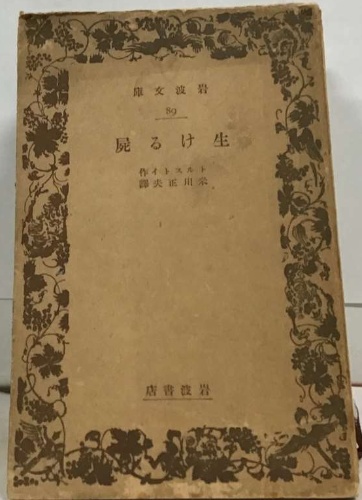 岩波文庫
89
生ける屍
トルストイ作
米川正夫譯
岩波書店